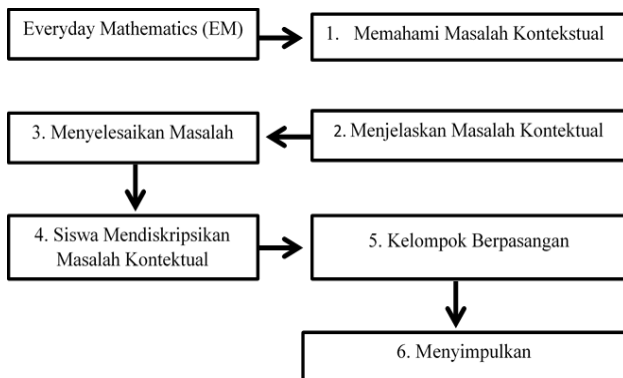 Everyday Mathematics (EM)
1. Memahami Masalah Kontekstual
2. Menjelaskan Masalah Kontektual
3. Menyelesaikan Masalah
4. Siswa Mendiskripsikan
Masalah Kontektual
5. Kelompok Berpasangan
6. Menyimpulkan